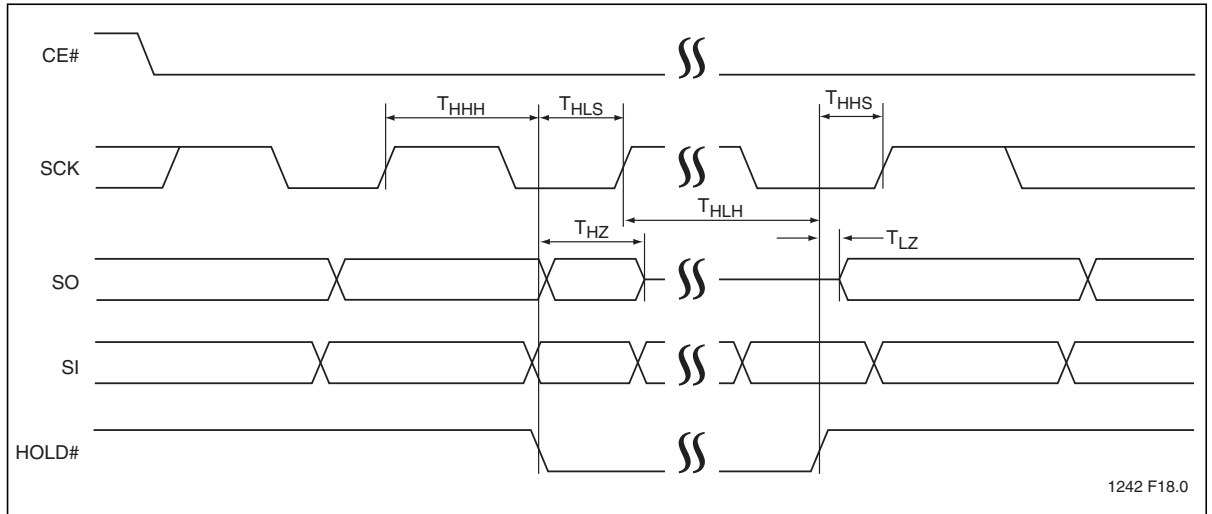 CE#
THHH
THLS
THHS
SCK
THLH
THZ
TLZ
SO
SI
HOLD#
1242 F18.0